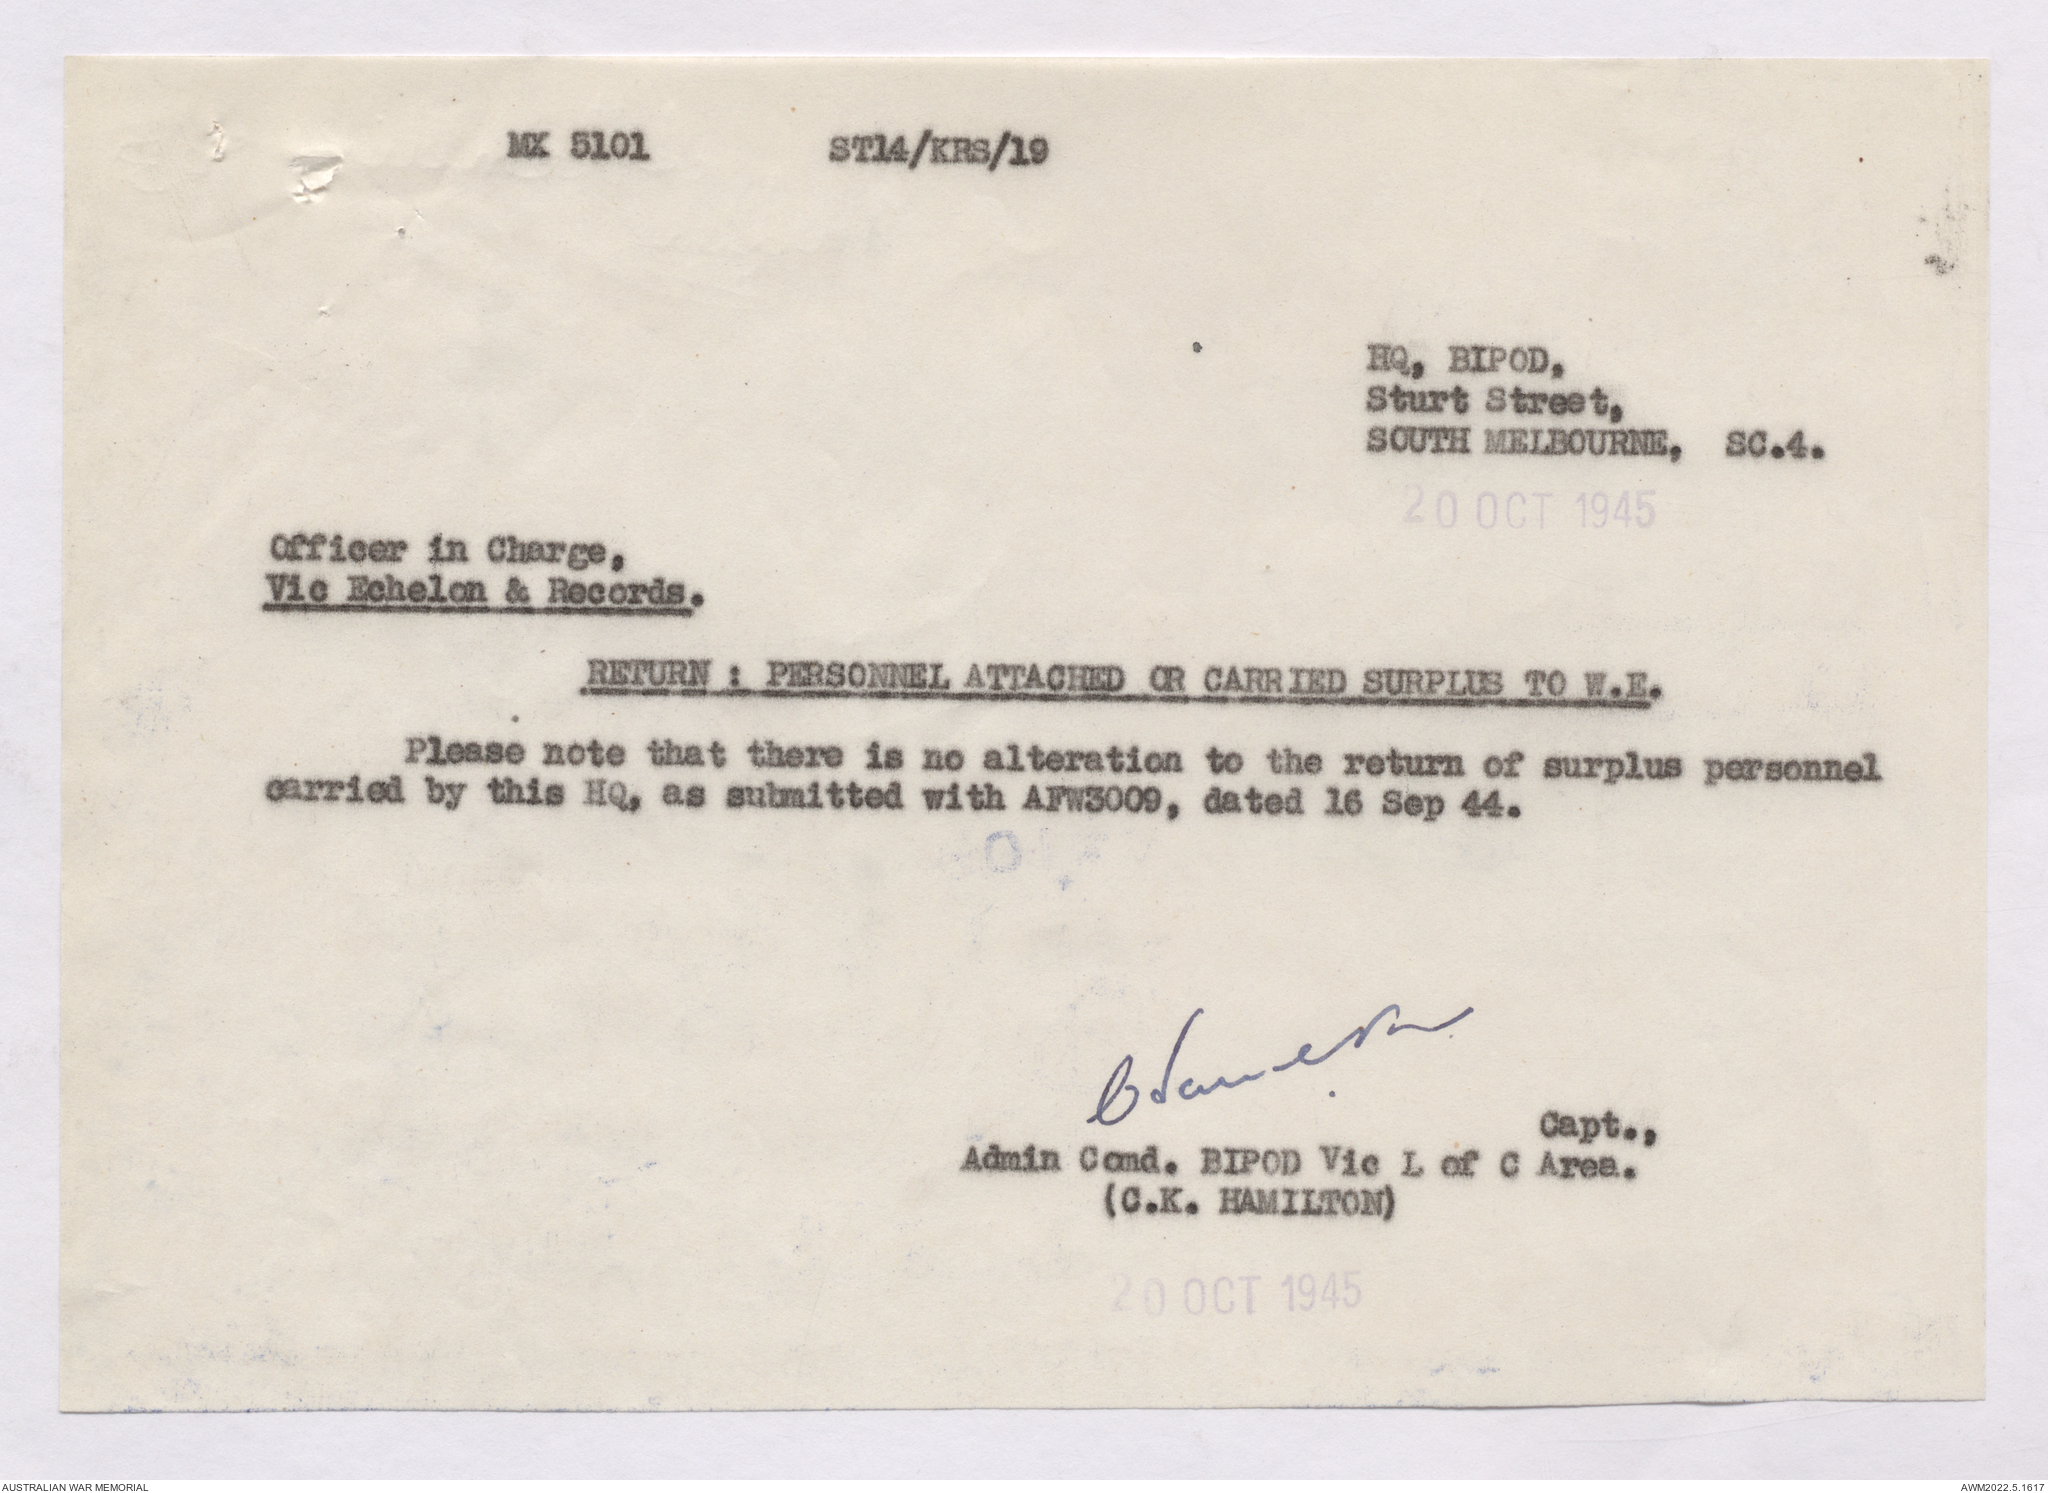 MX 5101 ST14/KRS/19
HQ, BIPOD,
Sturt Street,
SOUTH MELBOURNE, SC.4.
20 OCT 1945
Officer in Charge,
Vic Echelon & Records.
RETURN : PERSONNEL ATTACHED OR CARRIED SURPLUS TO W.E.
Please note that there is no alteration to the return of surplus personnel
carried by this HQ, as submitted with AFW3009, dated 16 Sep 44.
CHamilton
Capt.,
Admin Comd. BIPOD Vic L of C Area.
(C.K. HAMILTON)
20 OCT 1945
AUSTRALIAN WAR MEMORIAL
AWM2022.5.1617